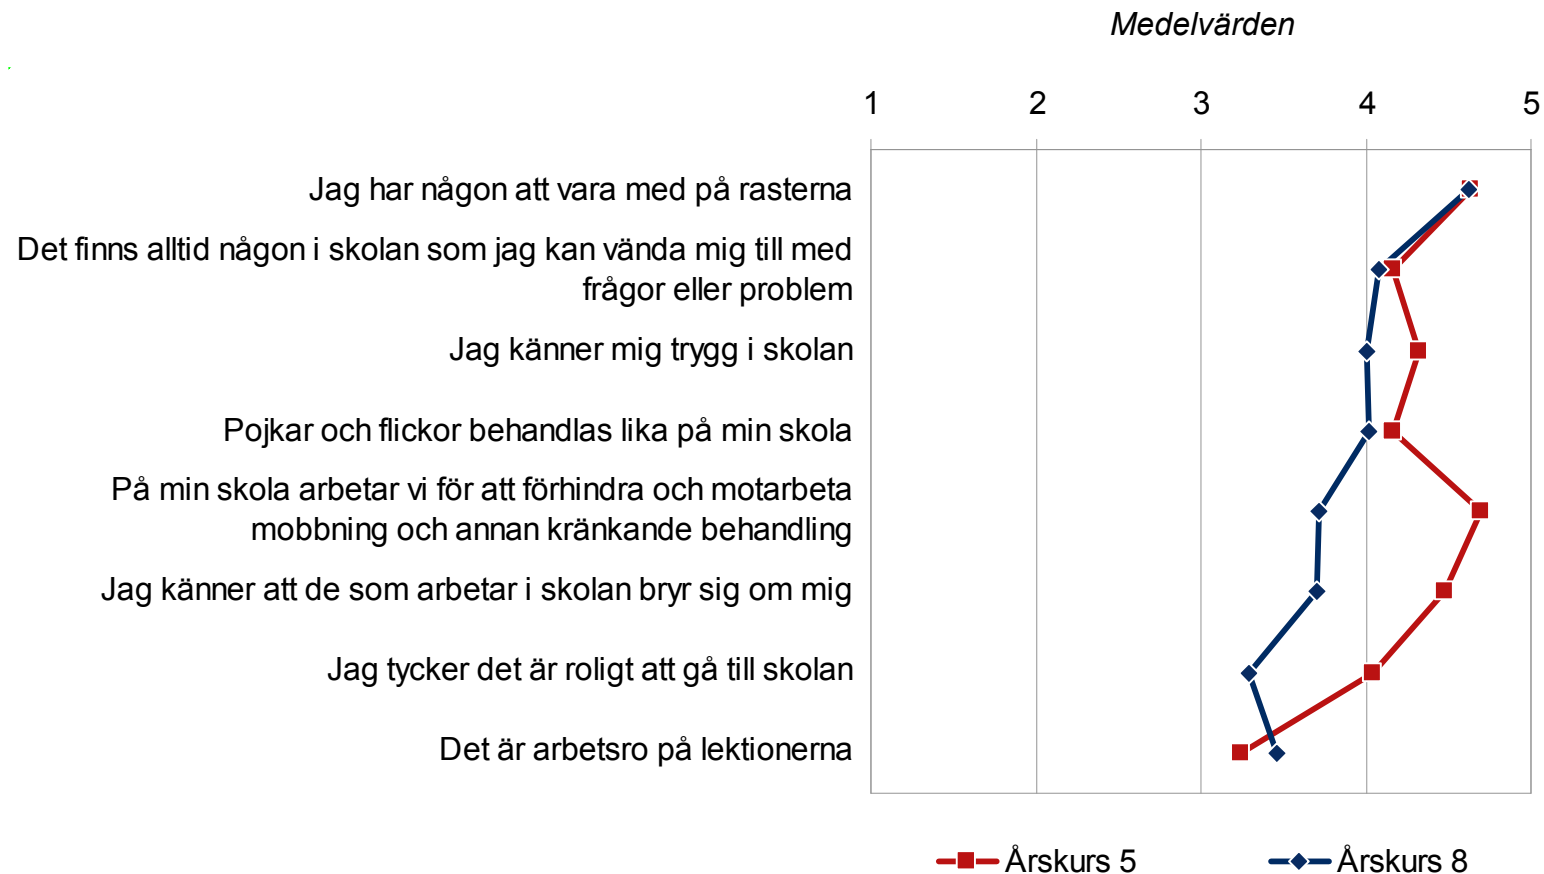 Medelvärden
1 2 3 4 5
Jag har någon att vara med på rasterna
Det finns alltid någon i skolan som jag kan vända mig till med
frågor eller problem
Jag känner mig trygg i skolan
Pojkar och flickor behandlas lika på min skola
På min skola arbetar vi för att förhindra och motarbeta
mobbning och annan kränkande behandling
Jag känner att de som arbetar i skolan bryr sig om mig
Jag tycker det är roligt att gå till skolan
Det är arbetsro på lektionerna
Årskurs 5 Årskurs 8